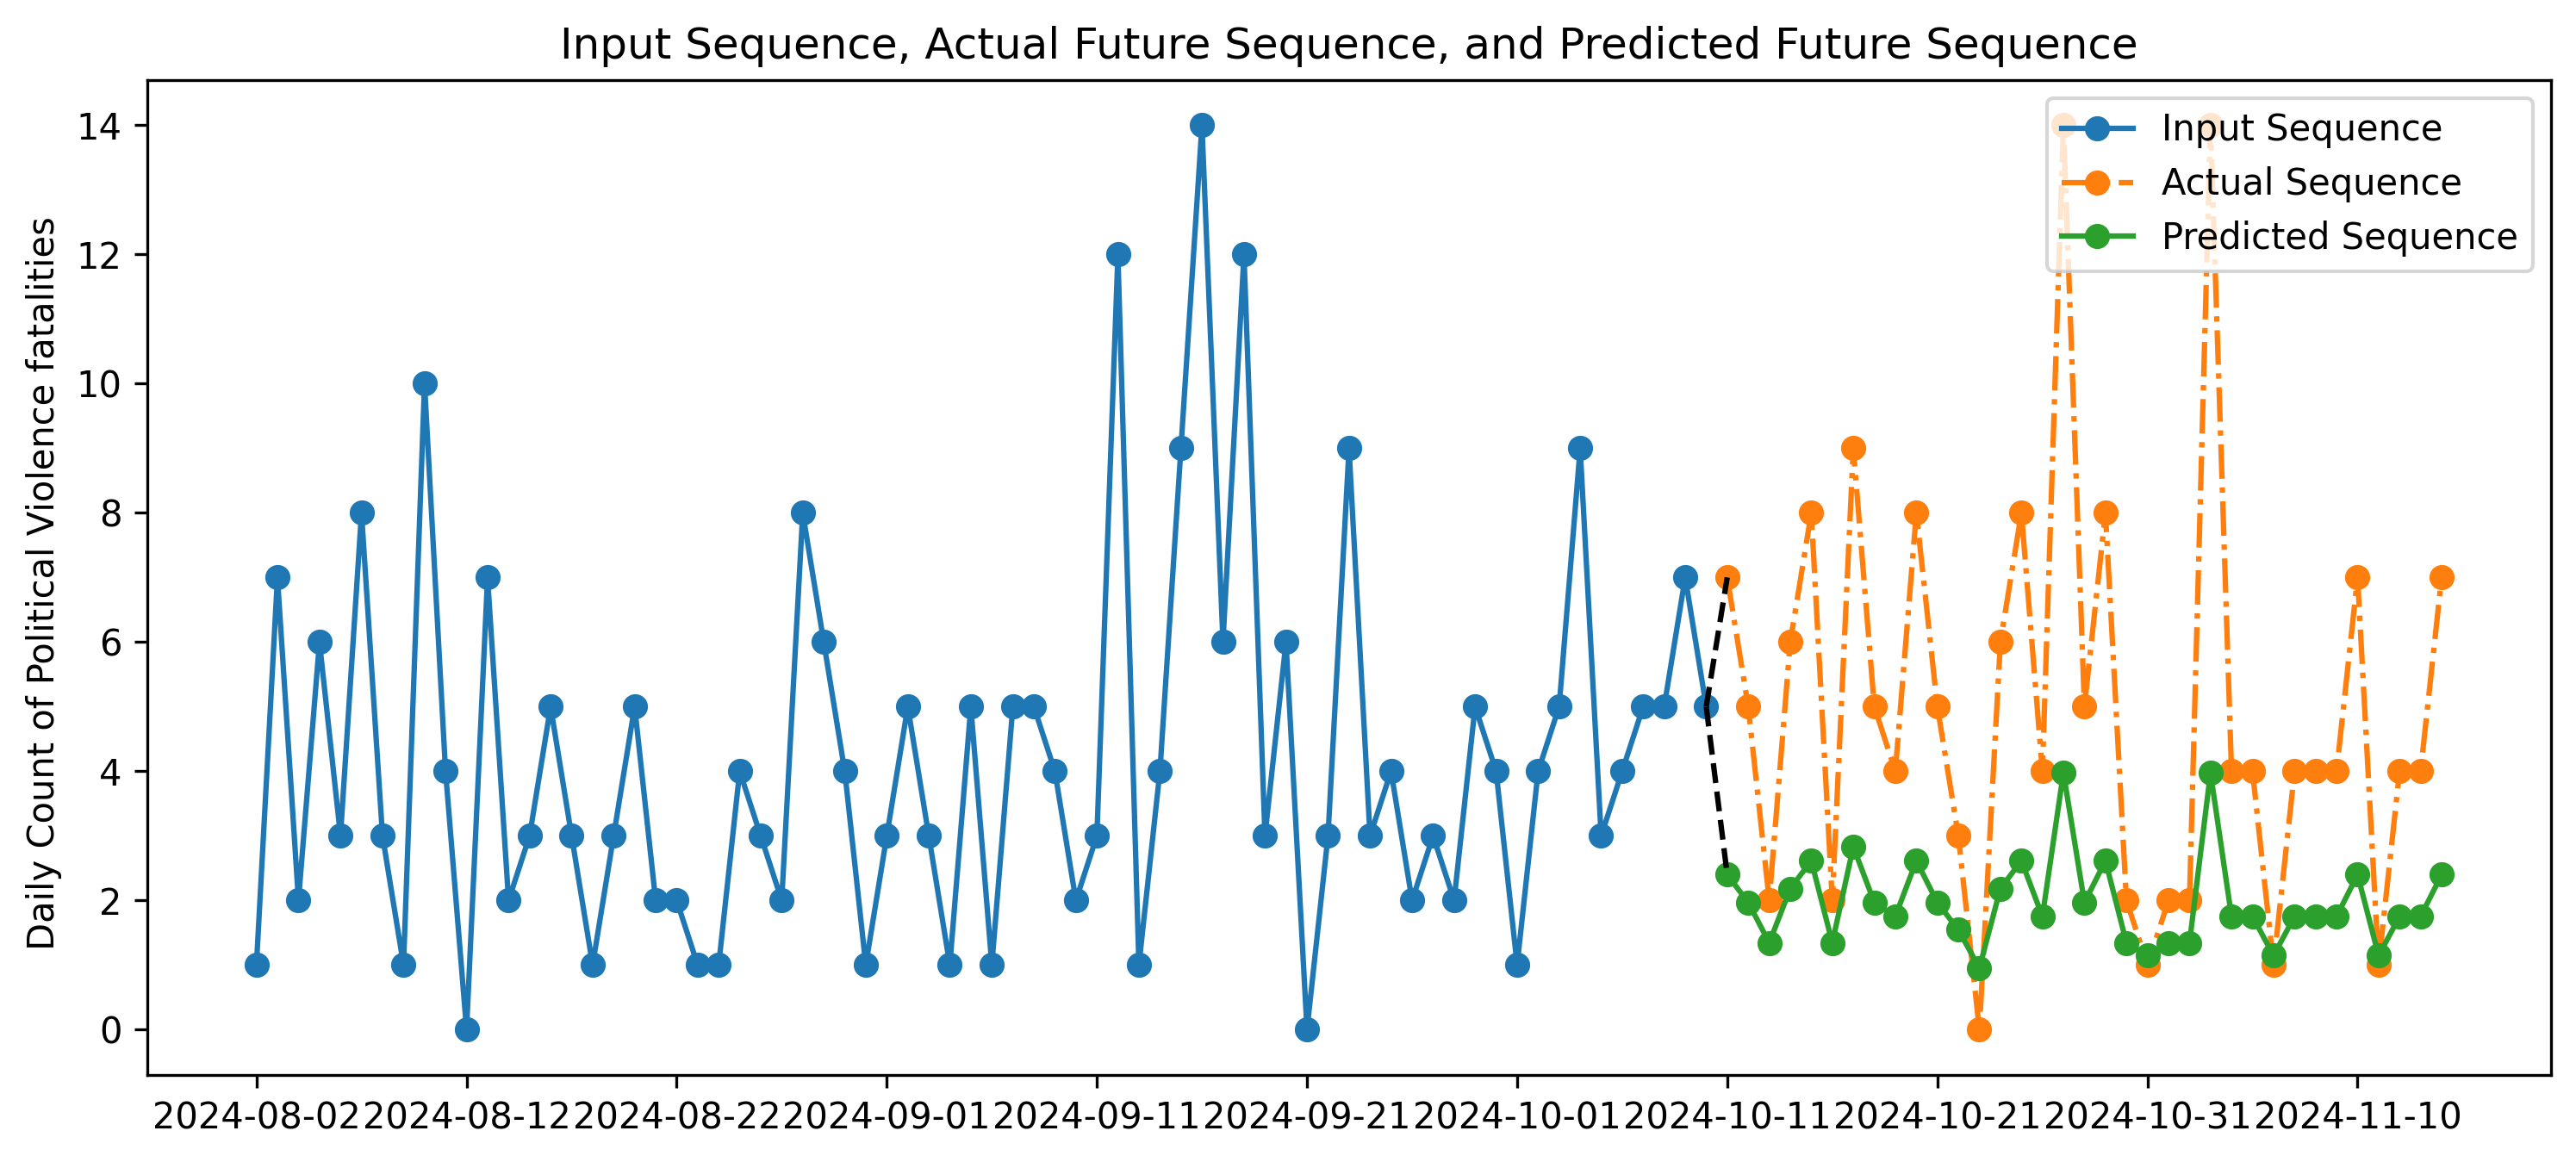 Input Sequence, Actual Future Sequence, and Predicted Future Sequence
Daily Count of Political Violence fatalities
14
12
10
8
6
4
2
0
Input Sequence
Actual Sequence
Predicted Sequence
2024-08-02 2024-08-12 2024-08-22 2024-09-01 2024-09-11 2024-09-21 2024-10-01 2024-10-11 2024-10-21 2024-10-31 2024-11-10